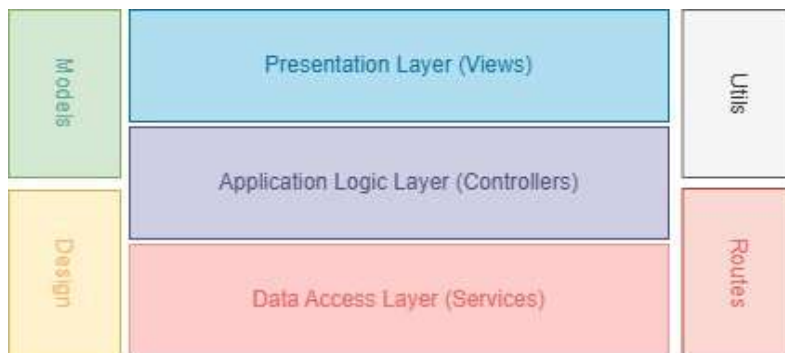 Models
Presentation Layer (Views)
Utils
Application Logic Layer (Controllers)
Design
Data Access Layer (Services)
Routes